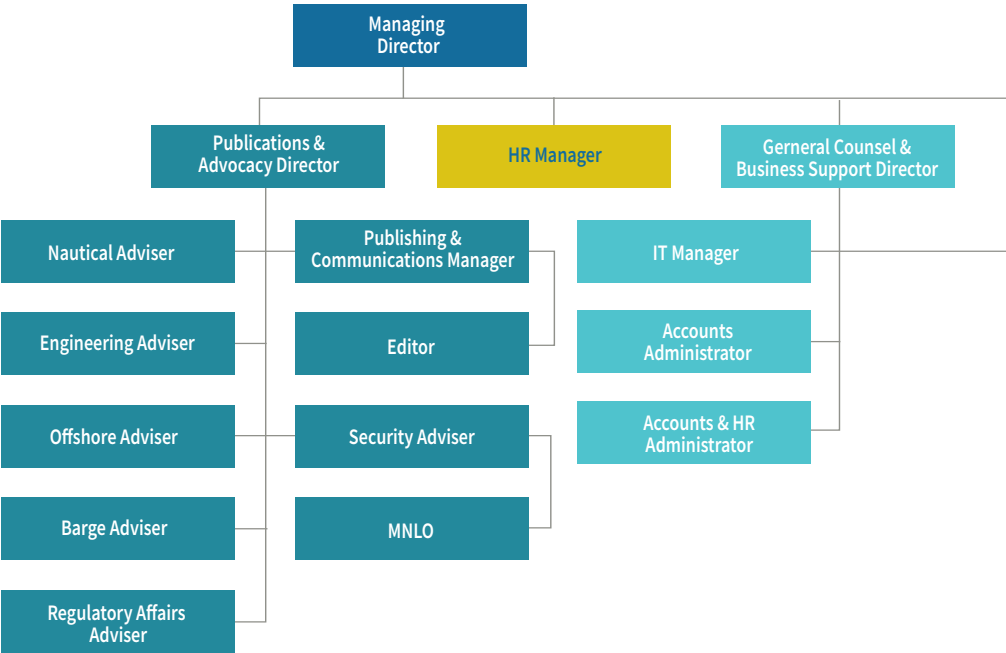 Managing
Director
Publications &
Advocacy Director
HR Manager
Gerneral Counsel &
Business Support Director
Nautical Adviser
Publishing &
Communications Manager
IT Manager
Engineering Adviser
Editor
Accounts
Administrator
Offshore Adviser
Security Adviser
Accounts & HR
Administrator
Barge Adviser
MNLO
Regulatory Affairs
Adviser